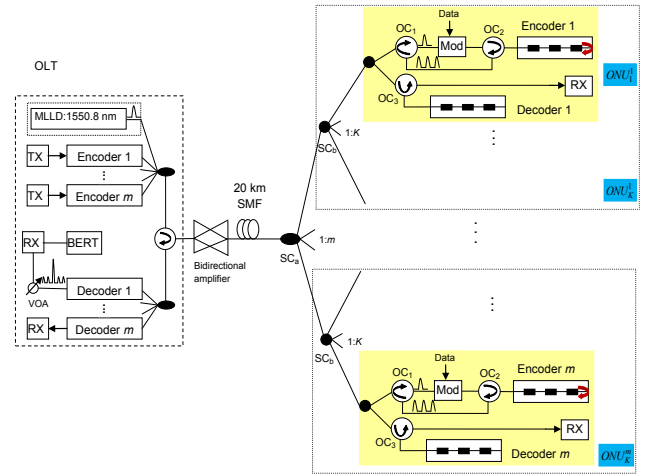 OLT
MLLD:1550.8 nm
TX
Encoder 1
⋮
TX
Encoder m
RX
BERT
VOA
Decoder 1
⋮
RX
Decoder m
Bidirectional
amplifier
20 km
SMF
SCa
1:m
⋮
SCb
1:K
OC1
Data
Mod
OC2
Encoder 1
OC3
RX
Decoder 1
ONU11
⋮
ONUK1
⋮
SCb
1:K
OC1
Data
Mod
OC2
Encoder m
OC3
RX
Decoder m
ONUKm